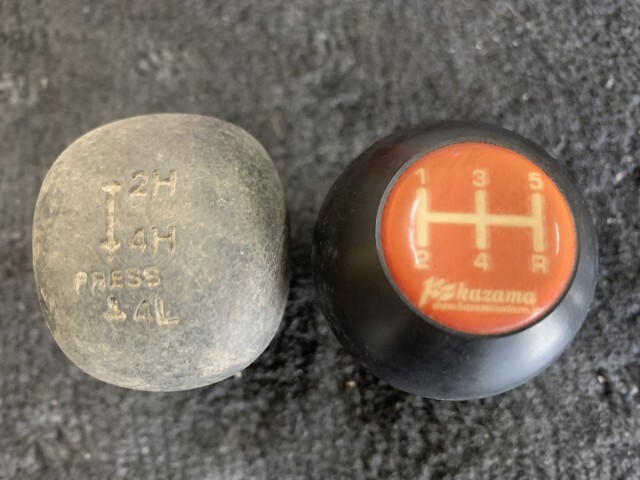 2H
4H
PRESS
4L
1 3 5
2 4 R
kazama